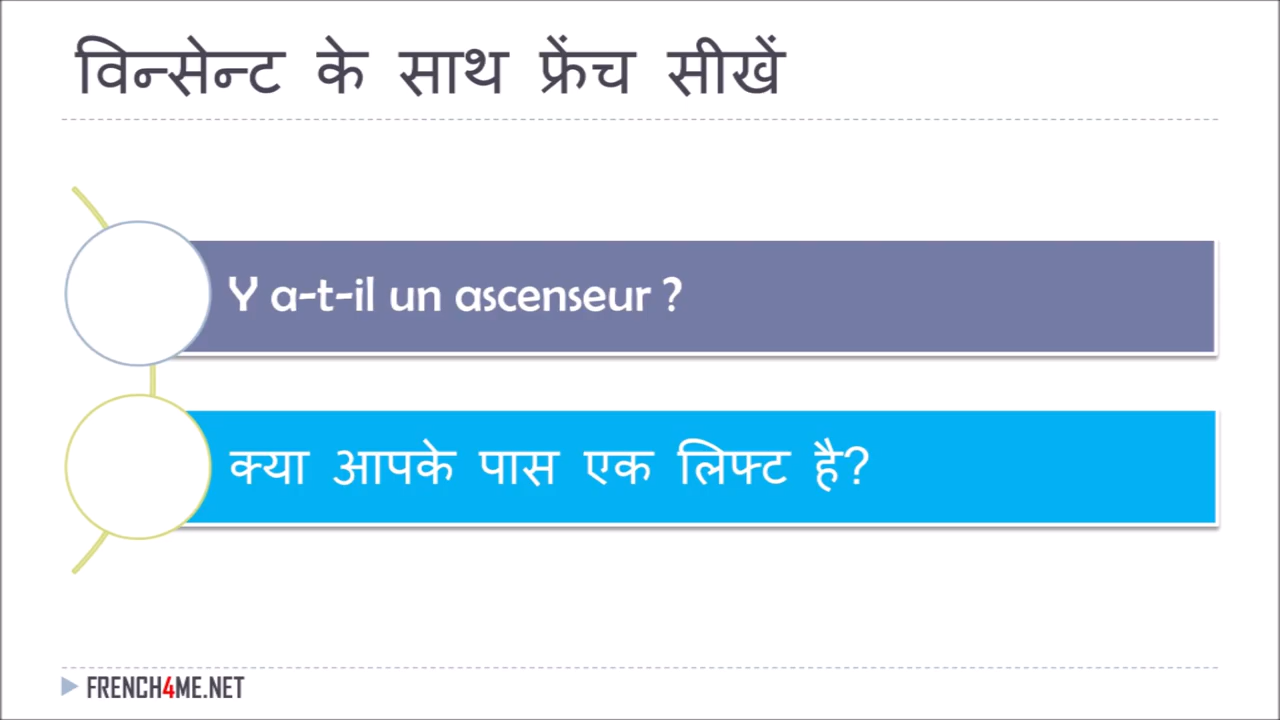 विन्सेन्ट के साथ फ्रेंच सीखें
Y a-t-il un ascenseur ?
क्या आपके पास एक लिफ्ट है?
FRENCH4ME.NET